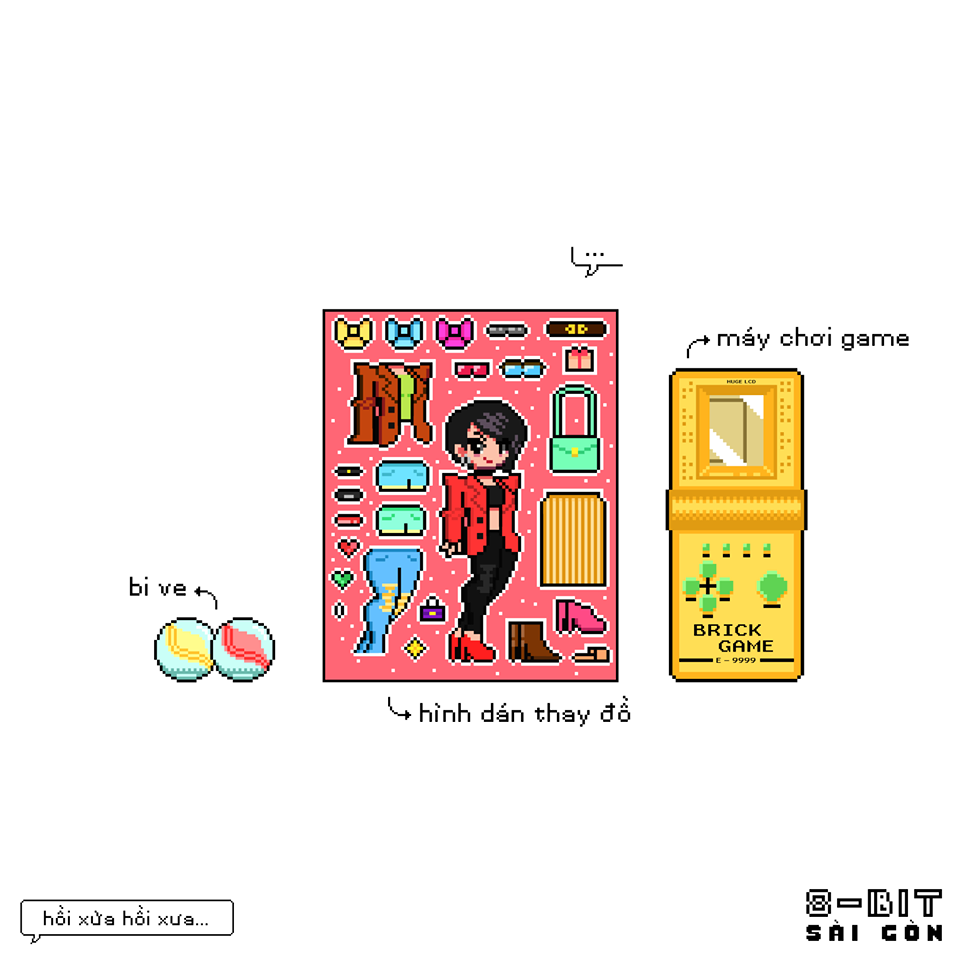 ...
máy chơi game
HUGE LCD
bi ve
BRICK
GAME
E-9999
hình dán thay đồ
hồi xửa hồi xưa...
8-BIT
SÀI GÒN